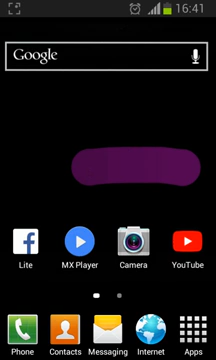 16:41
Google
Lite
MX Player
Camera
YouTube
Phone
Contacts
Messaging
Internet
Apps